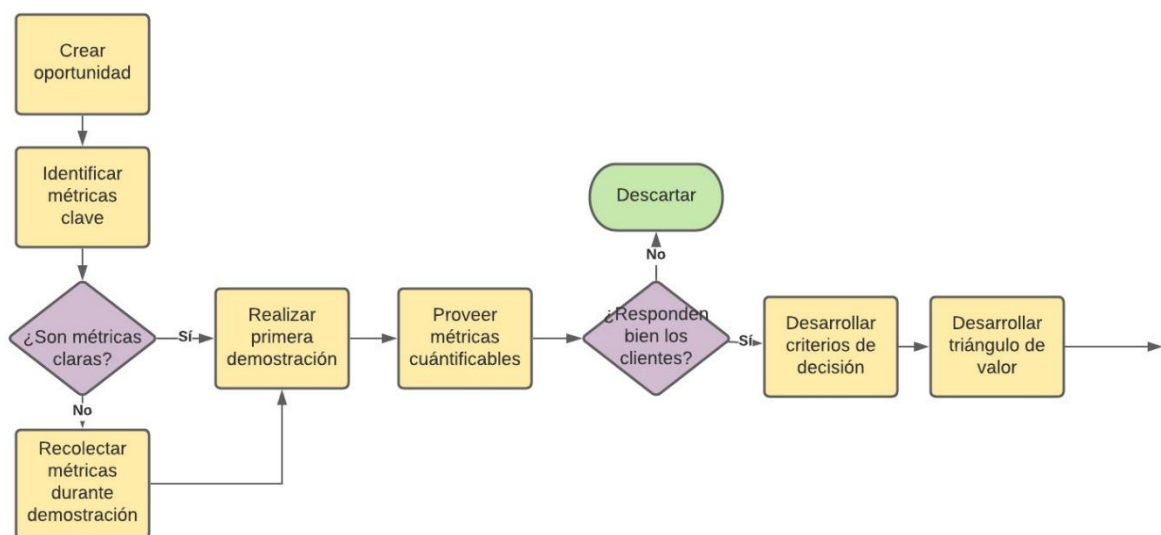 Crear
oportunidad
Identificar
métricas
clave
¿Son métricas
claras?
Sí
No
Recolectar
métricas
durante
demostración
Realizar
primera
demostración
Proveer
métricas
cuántificables
¿Responden
bien los
clientes?
No
Descartar
Sí
Desarrollar
criterios de
decisión
Desarrollar
triángulo de
valor